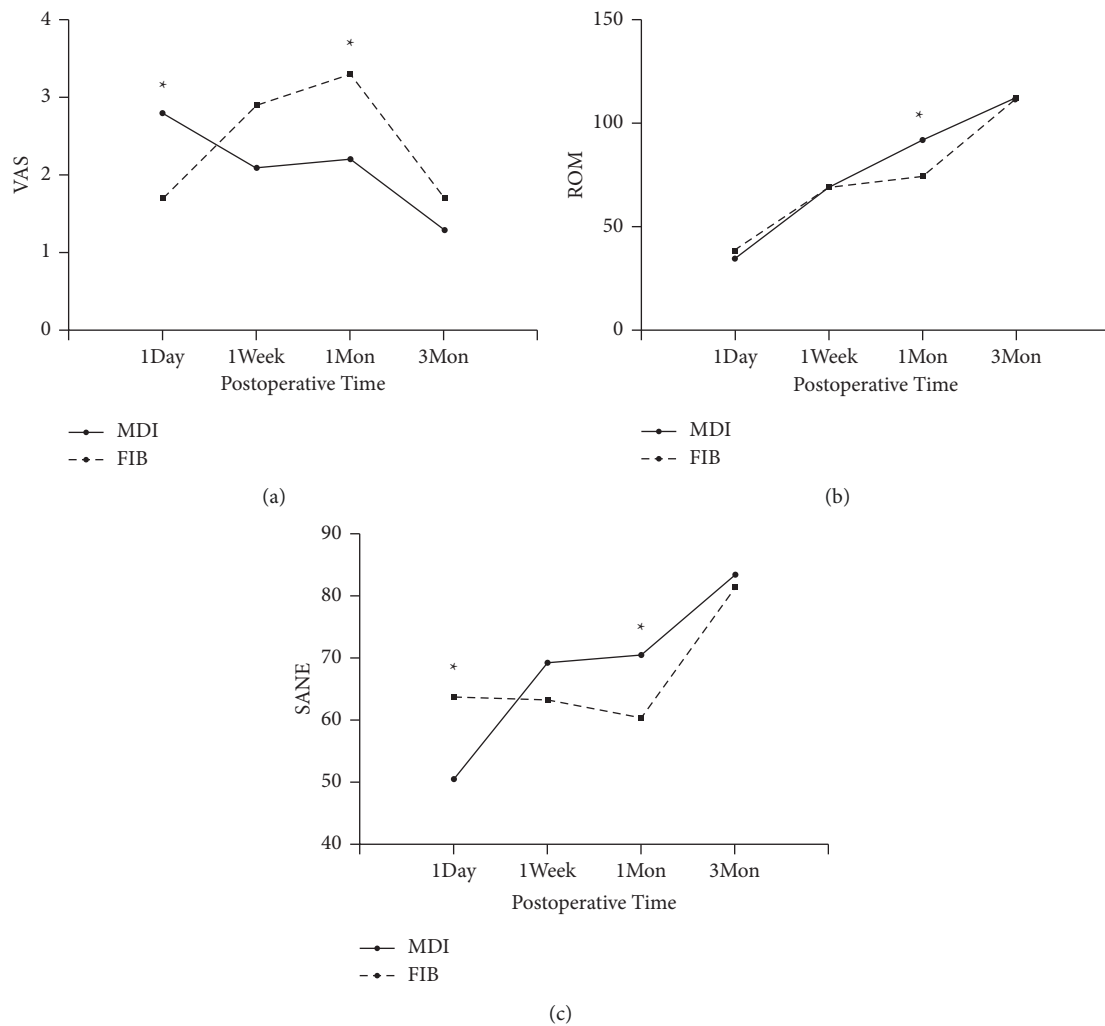 4
3
2
1
0
VAS
*
*
1Day 1Week 1Mon 3Mon
Postoperative Time
MDI
FIB
(a)
150
100
50
0
ROM
*
1Day 1Week 1Mon 3Mon
Postoperative Time
MDI
FIB
(b)
90
80
70
60
50
40
SANE
*
*
1Day 1Week 1Mon 3Mon
Postoperative Time
MDI
FIB
(c)